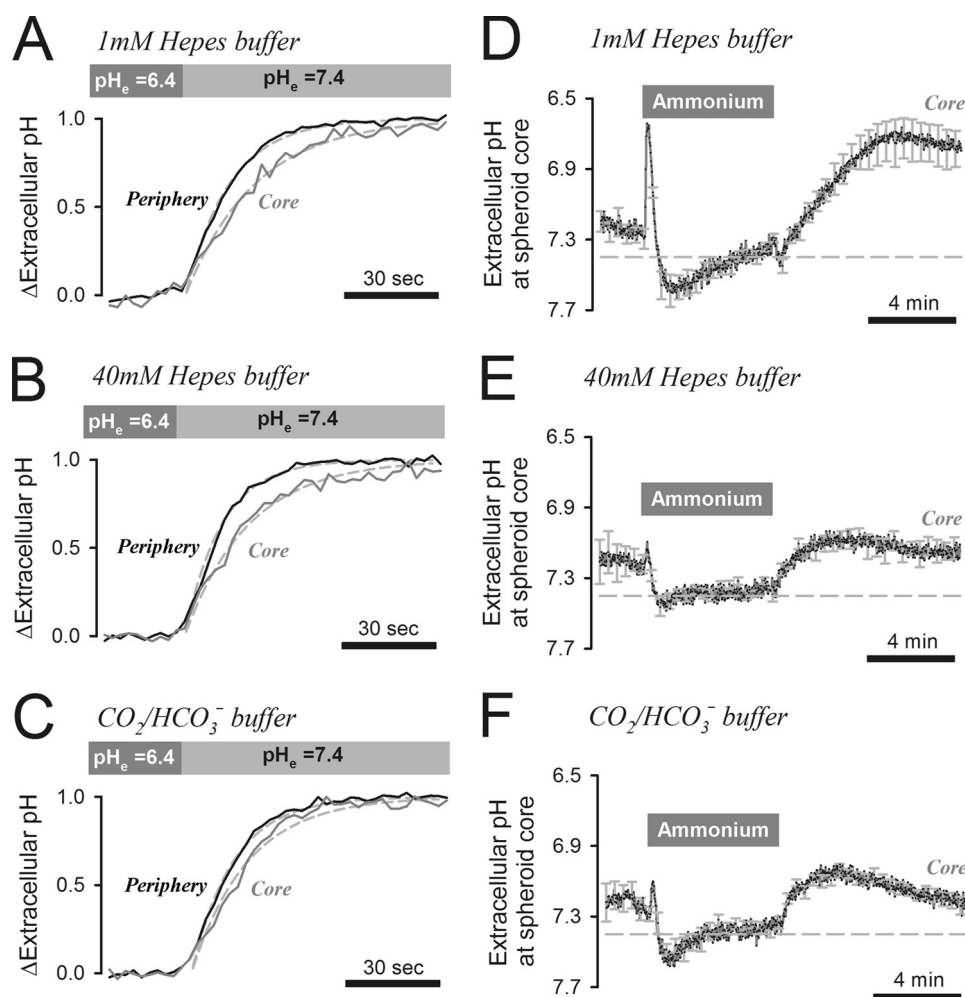 A
1mM Hepes buffer
pHe =6.4
pHe =7.4
ΔExtracellular pH
1.0
0.5
0.0
Periphery
Core
30 sec
B
40mM Hepes buffer
pHe =6.4
pHe =7.4
ΔExtracellular pH
1.0
0.5
0.0
Periphery
Core
30 sec
C
CO2/HCO3− buffer
pHe =6.4
pHe =7.4
ΔExtracellular pH
1.0
0.5
0.0
Periphery
Core
30 sec
D
1mM Hepes buffer
Extracellular pH
at spheroid core
6.5
6.9
7.3
7.7
Ammonium
Core
4 min
E
40mM Hepes buffer
Extracellular pH
at spheroid core
6.5
6.9
7.3
7.7
Ammonium
Core
4 min
F
CO2/HCO3− buffer
Extracellular pH
at spheroid core
6.5
6.9
7.3
7.7
Ammonium
Core
4 min